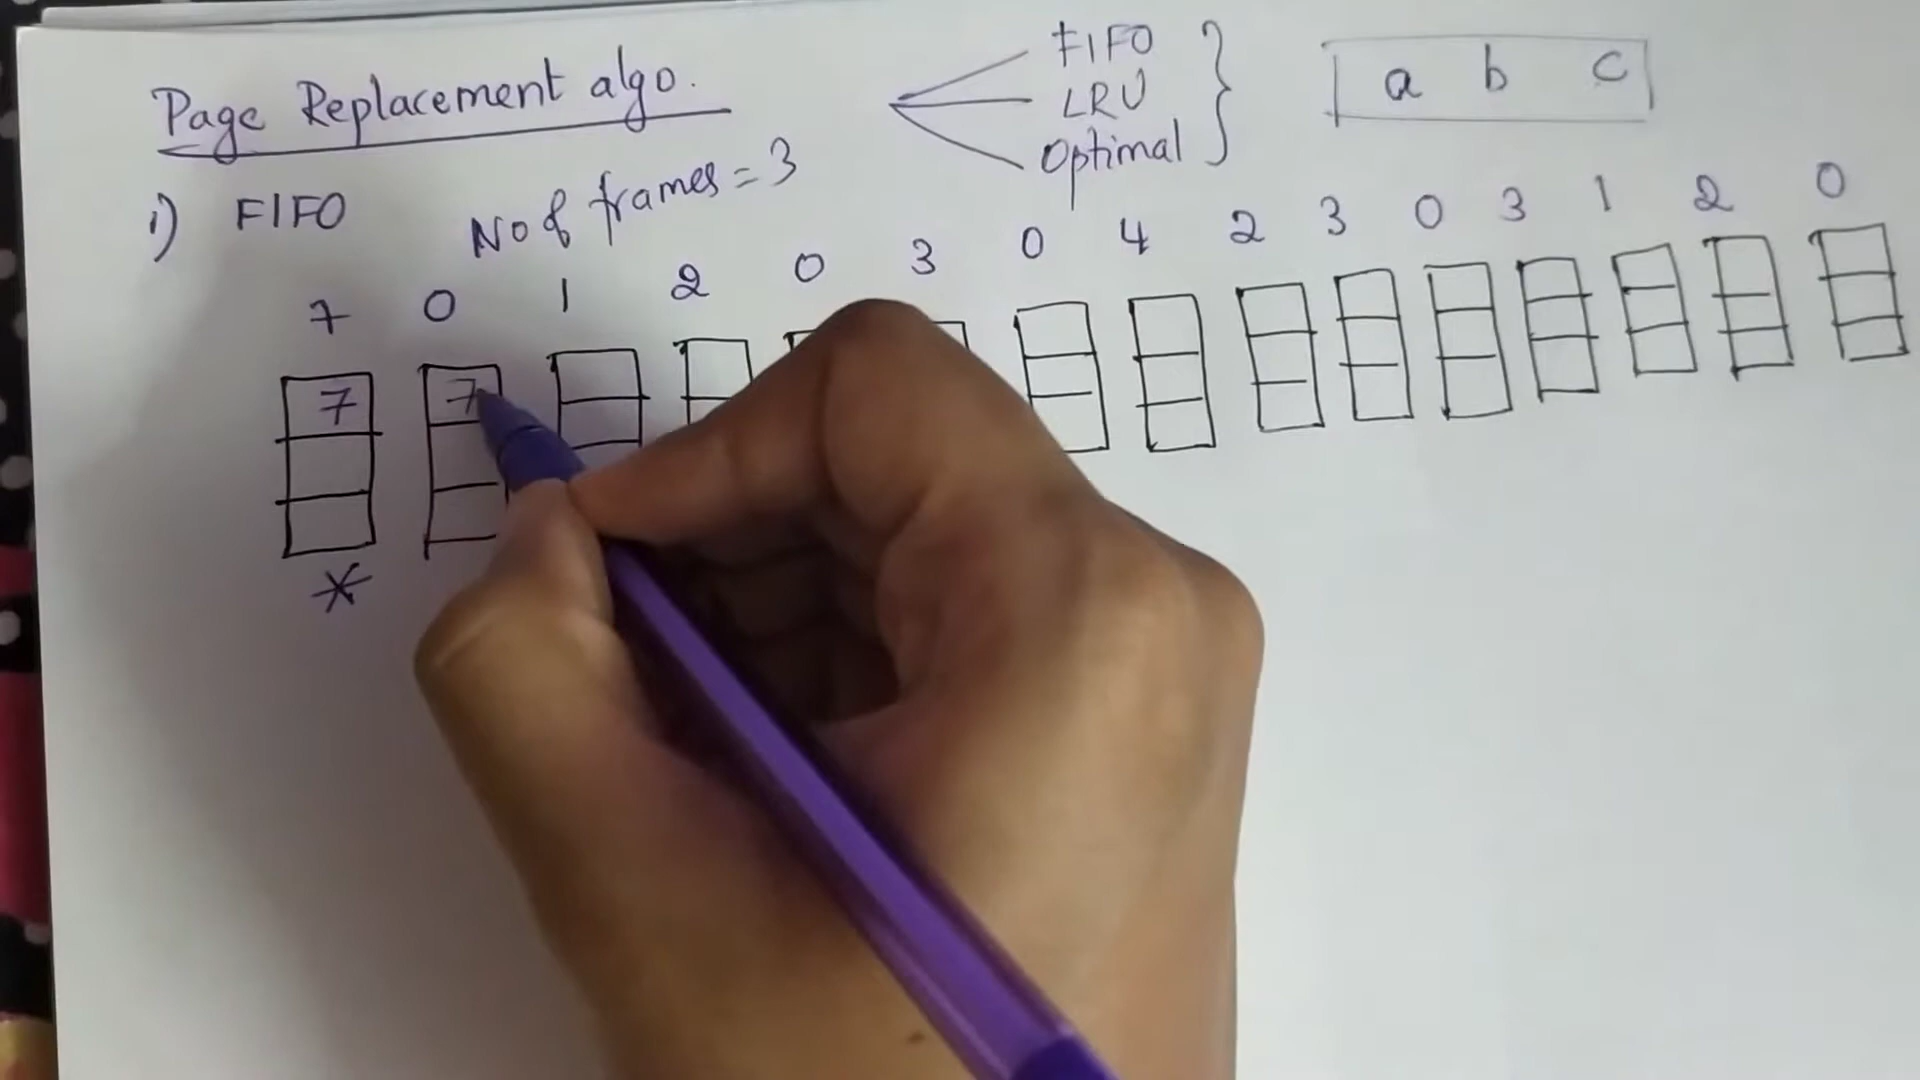 Page Replacement algo.
FIFO
LRU
Optimal
a b c
1) FIFO
No of frames = 3
7 0 1 2 0 3 0 4 2 3 0 3 1 2 0
7 7
*